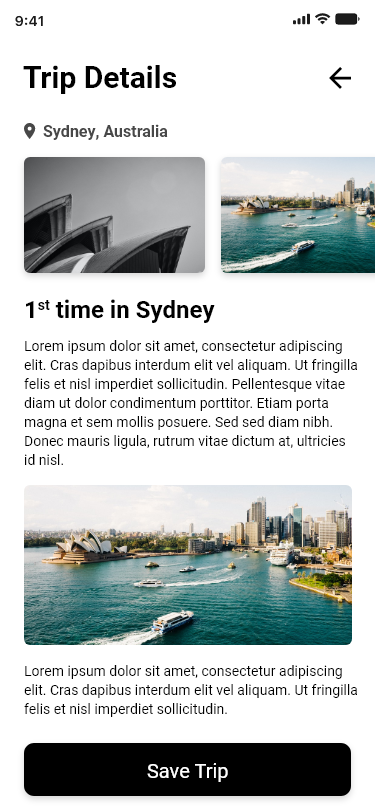 9:41
Trip Details
Sydney, Australia
1st time in Sydney
Lorem ipsum dolor sit amet, consectetur adipiscing
elit. Cras dapibus interdum elit vel aliquam. Ut fringilla
felis et nisl imperdiet sollicitudin. Pellentesque vitae
diam ut dolor condimentum porttitor. Etiam porta
magna et sem mollis posuere. Sed sed diam nibh.
Donec mauris ligula, rutrum vitae dictum at, ultricies
id nisl.
Lorem ipsum dolor sit amet, consectetur adipiscing
elit. Cras dapibus interdum elit vel aliquam. Ut fringilla
felis et nisl imperdiet sollicitudin.
Save Trip